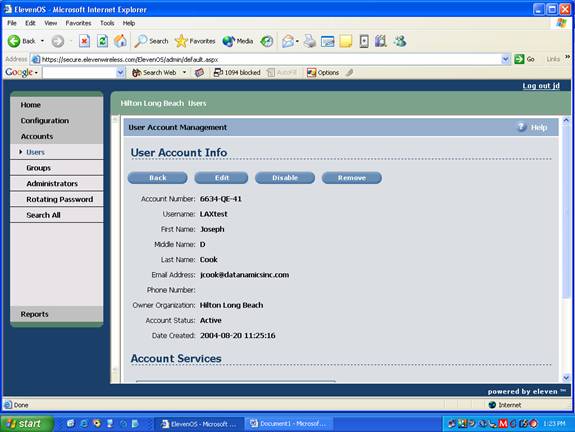 ElevenOS - Microsoft Internet Explorer
File Edit View Favorites Tools Help
Back Search Favorites Media
Address https://secure.elevenwireless.com/ElevenOS/admin/default.aspx Go Links
Google Search Web 1094 blocked AutoFill Options
Log out jd
Home
Configuration
Accounts
Users
Groups
Administrators
Rotating Password
Search All
Reports
Hilton Long Beach Users
User Account Management ? Help
User Account Info
Back Edit Disable Remove
Account Number: 6634-QE-41
Username: LAXtest
First Name: Joseph
Middle Name: D
Last Name: Cook
Email Address: jcook@datanamicsinc.com
Phone Number:
Owner Organization: Hilton Long Beach
Account Status: Active
Date Created: 2004-08-20 11:25:16
Account Services
powered by eleven ™
Done Internet
start ElevenOS - Microsoft ... Document1 - Microsof... 1:23 PM